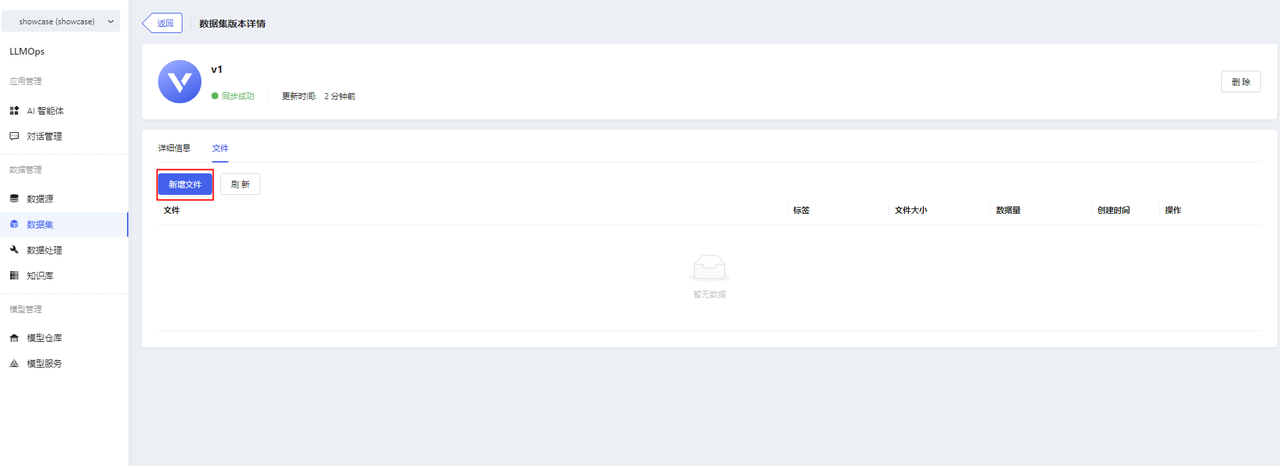 showcase (showcase)
返回
数据集版本详情
LLMOps
应用管理
AI 智能体
对话管理
数据管理
数据源
数据集
数据处理
知识库
模型管理
模型仓库
模型服务
v1
同步成功
更新时间: 2 分钟前
删 除
详细信息 文件
新增文件 刷 新
文件 标签 文件大小 数据量 创建时间 操作
暂无数据